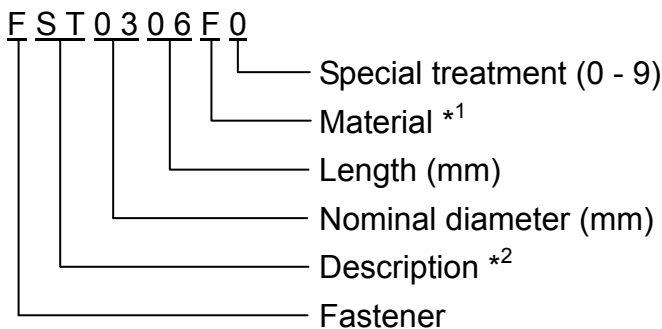 F S T 0 3 0 6 F 0
Special treatment (0 - 9)
Material *1
Length (mm)
Nominal diameter (mm)
Description *2
Fastener